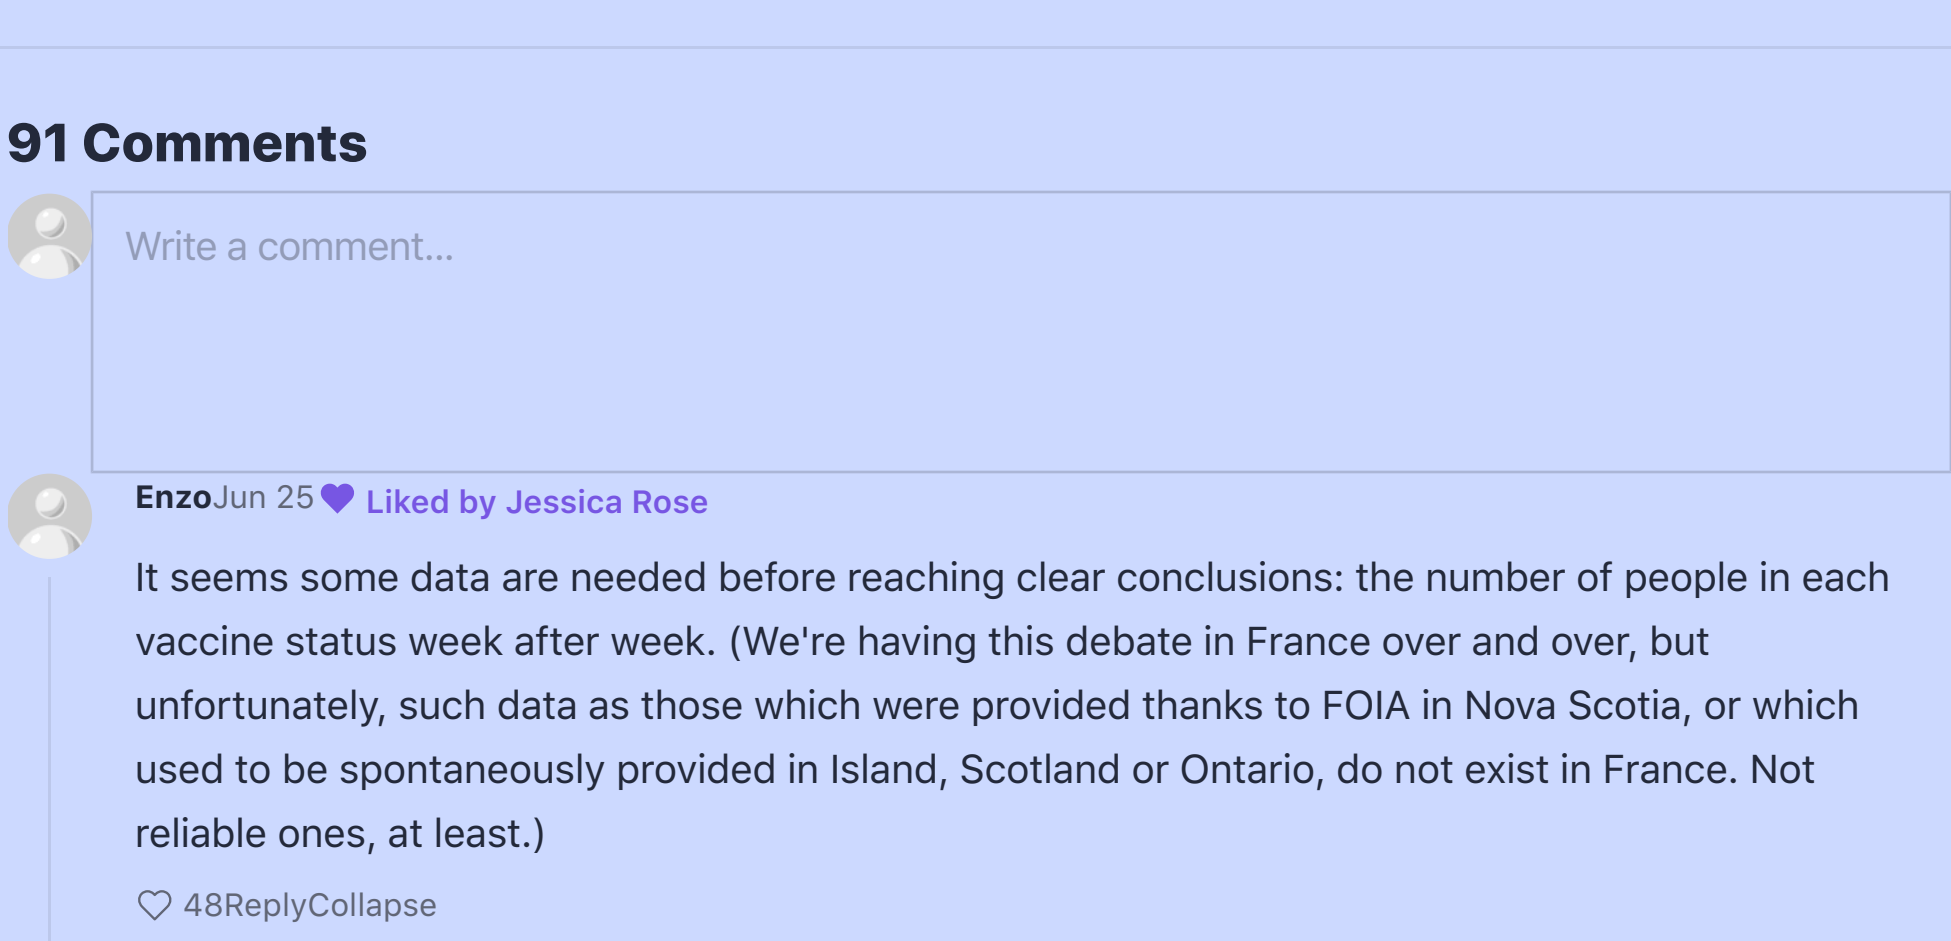 91 Comments
Write a comment...
EnzoJun 25 Liked by Jessica Rose
It seems some data are needed before reaching clear conclusions: the number of people in each
vaccine status week after week. (We're having this debate in France over and over, but
unfortunately, such data as those which were provided thanks to FOIA in Nova Scotia, or which
used to be spontaneously provided in Island, Scotland or Ontario, do not exist in France. Not
reliable ones, at least.)
48ReplyCollapse